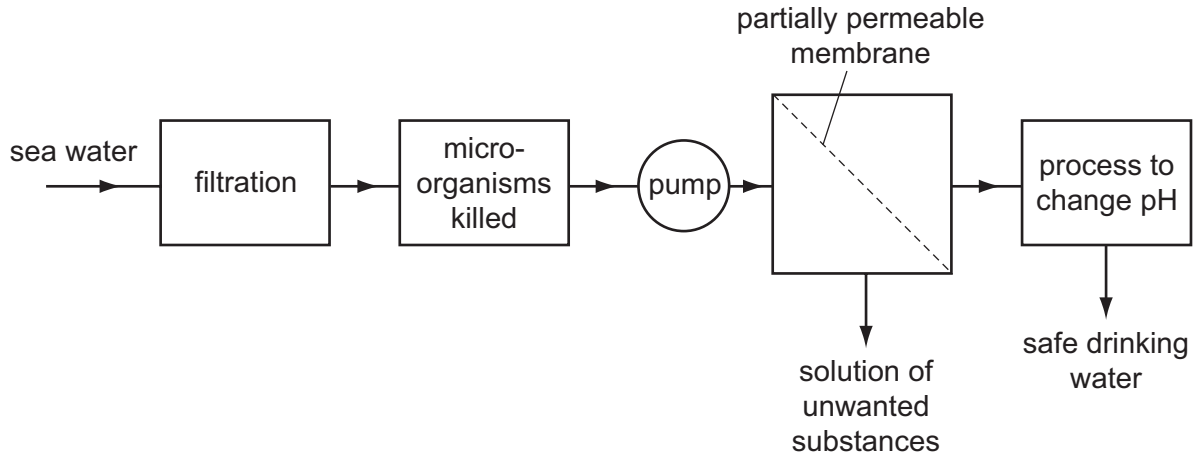 sea water
filtration
micro-
organisms
killed
pump
partially permeable
membrane
solution of
unwanted
substances
process to
change pH
safe drinking
water